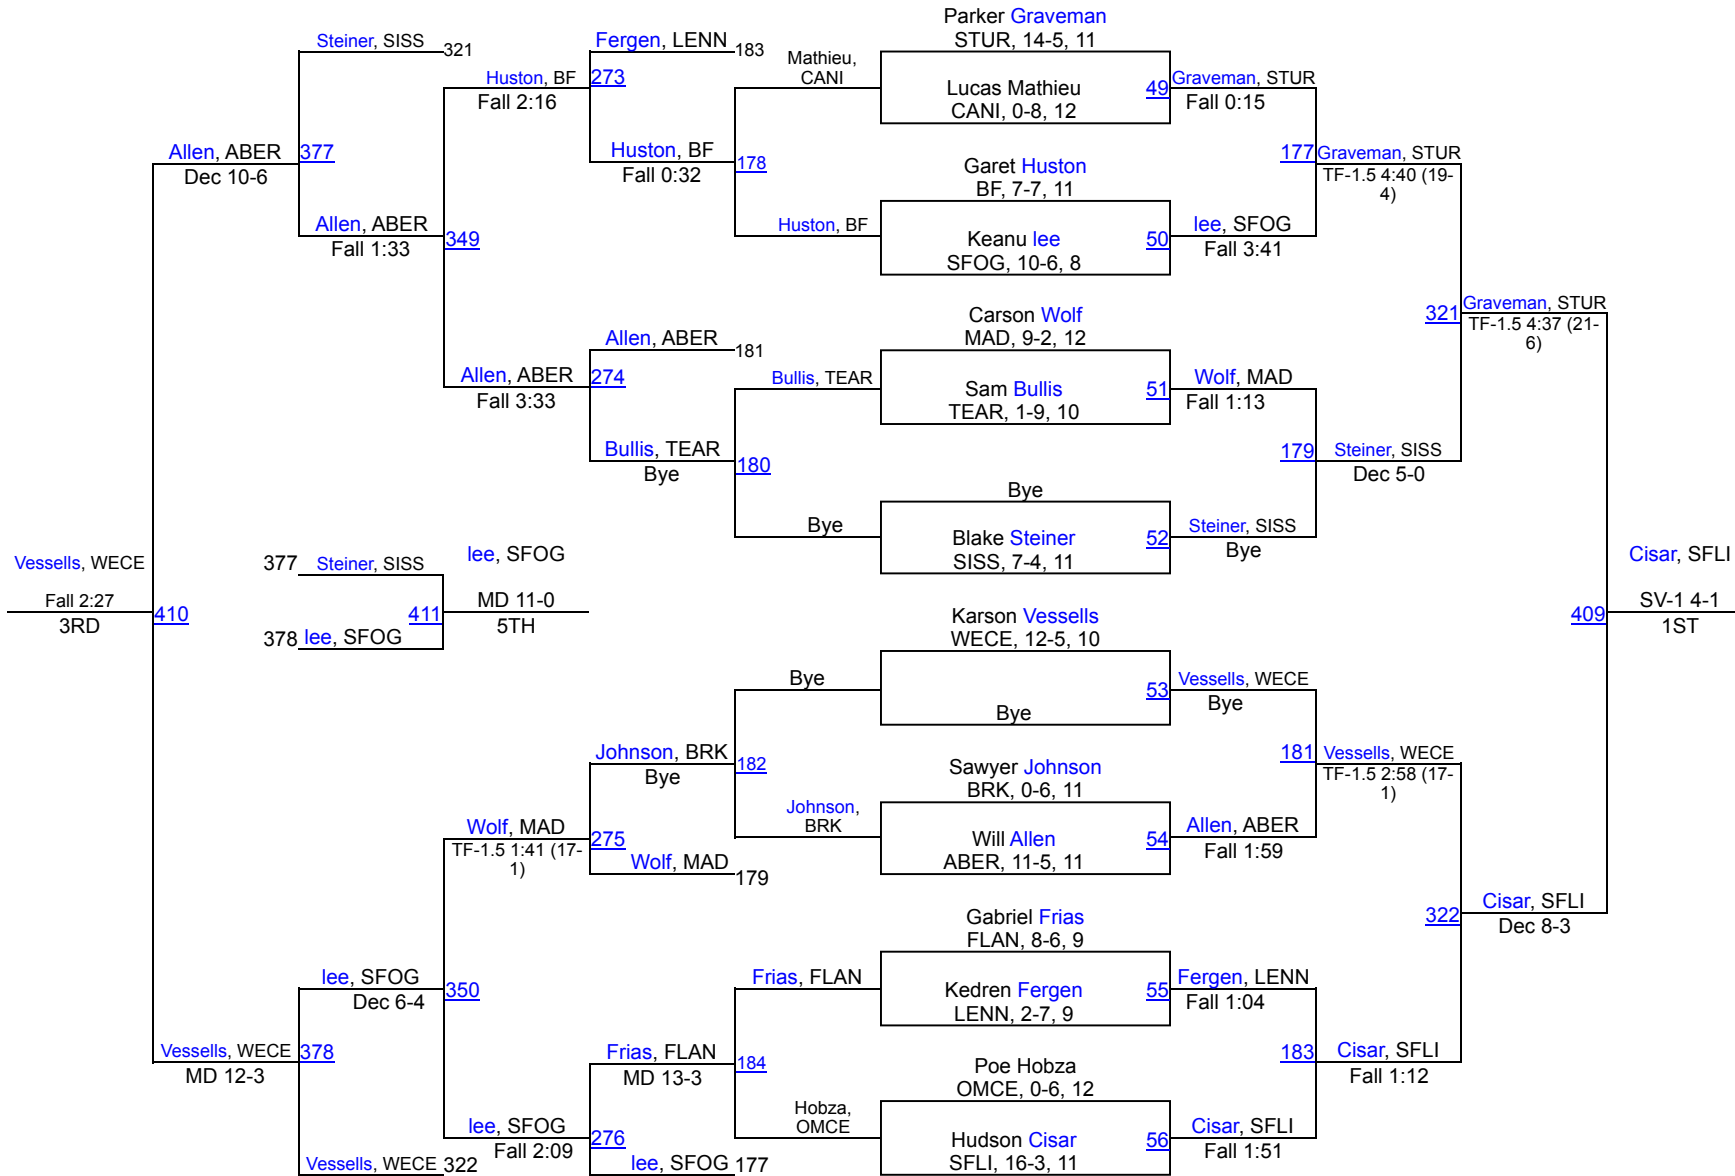 Parker Graveman
STUR, 14-5, 11
Steiner, SISS 321
Fergen, LENN 183
Mathieu,
CANI
Huston, BF 273
Fall 2:16
Lucas Mathieu
CANI, 0-8, 12
49 Graveman, STUR
Fall 0:15
Allen, ABER 377
Dec 10-6
Huston, BF 178
Fall 0:32
Garet Huston
BF, 7-7, 11
177 Graveman, STUR
TF-1.5 4:40 (19-
4)
Allen, ABER 349
Fall 1:33
Huston, BF
Keanu lee
SFOG, 10-6, 8
50 lee, SFOG
Fall 3:41
Carson Wolf
MAD, 9-2, 12
321 Graveman, STUR
TF-1.5 4:37 (21-
6)
Allen, ABER 181
Allen, ABER 274
Fall 3:33
Bullis, TEAR
Sam Bullis
TEAR, 1-9, 10
51 Wolf, MAD
Fall 1:13
Bullis, TEAR 180
Bye
179 Steiner, SISS
Dec 5-0
Bye
Bye
Blake Steiner
SISS, 7-4, 11
52 Steiner, SISS
Bye
Vessells, WECE
Fall 2:27
3RD
410
377 Steiner, SISS
378 lee, SFOG
411
lee, SFOG
MD 11-0
5TH
Cisar, SFLI
409 SV-1 4-1
1ST
Karson Vessells
WECE, 12-5, 10
Bye
Bye
53 Vessells, WECE
Bye
Johnson, BRK 182
Bye
Sawyer Johnson
BRK, 0-6, 11
181 Vessells, WECE
TF-1.5 2:58 (17-
1)
Johnson,
BRK
Wolf, MAD 275
TF-1.5 1:41 (17-
1)
Will Allen
ABER, 11-5, 11
54 Allen, ABER
Fall 1:59
Wolf, MAD 179
Gabriel Frias
FLAN, 8-6, 9
322 Cisar, SFLI
Dec 8-3
lee, SFOG 350
Dec 6-4
Frias, FLAN
Kedren Fergen
LENN, 2-7, 9
55 Fergen, LENN
Fall 1:04
Vessells, WECE 378
MD 12-3
Frias, FLAN 184
MD 13-3
Poe Hobza
OMCE, 0-6, 12
183 Cisar, SFLI
Fall 1:12
Hobza,
OMCE
lee, SFOG 276
Fall 2:09
Hudson Cisar
SFLI, 16-3, 11
56 Cisar, SFLI
Fall 1:51
Vessells, WECE 322
lee, SFOG 177